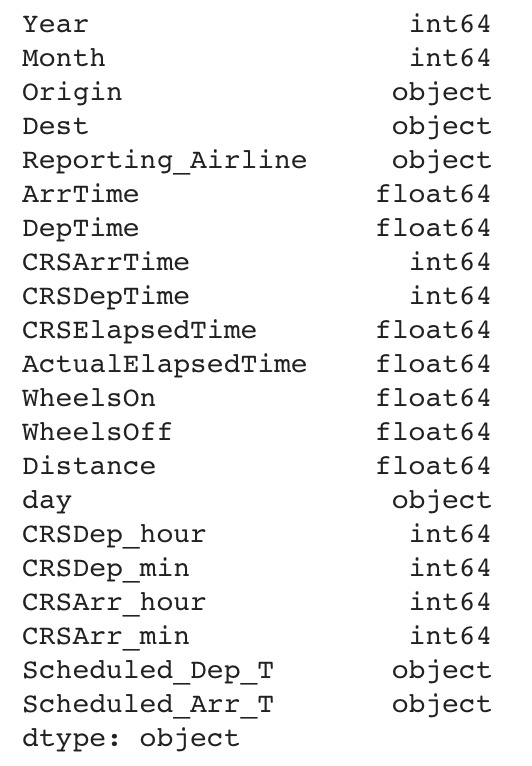 Year int64
Month int64
Origin object
Dest object
Reporting_Airline object
ArrTime float64
DepTime float64
CRSArrTime int64
CRSDepTime int64
CRSElapsedTime float64
ActualElapsedTime float64
WheelsOn float64
WheelsOff float64
Distance float64
day object
CRSDep_hour int64
CRSDep_min int64
CRSArr_hour int64
CRSArr_min int64
Scheduled_Dep_T object
Scheduled_Arr_T object
dtype: object